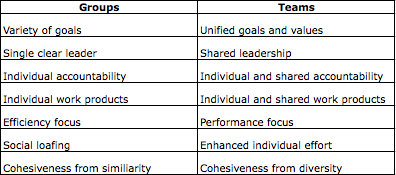 Groups Teams
Variety of goals Unified goals and values
Single clear leader Shared leadership
Individual accountability Individual and shared accountability
Individual work products Individual and shared work products
Efficiency focus Performance focus
Social loafing Enhanced individual effort
Cohesiveness from similiarity Cohesiveness from diversity